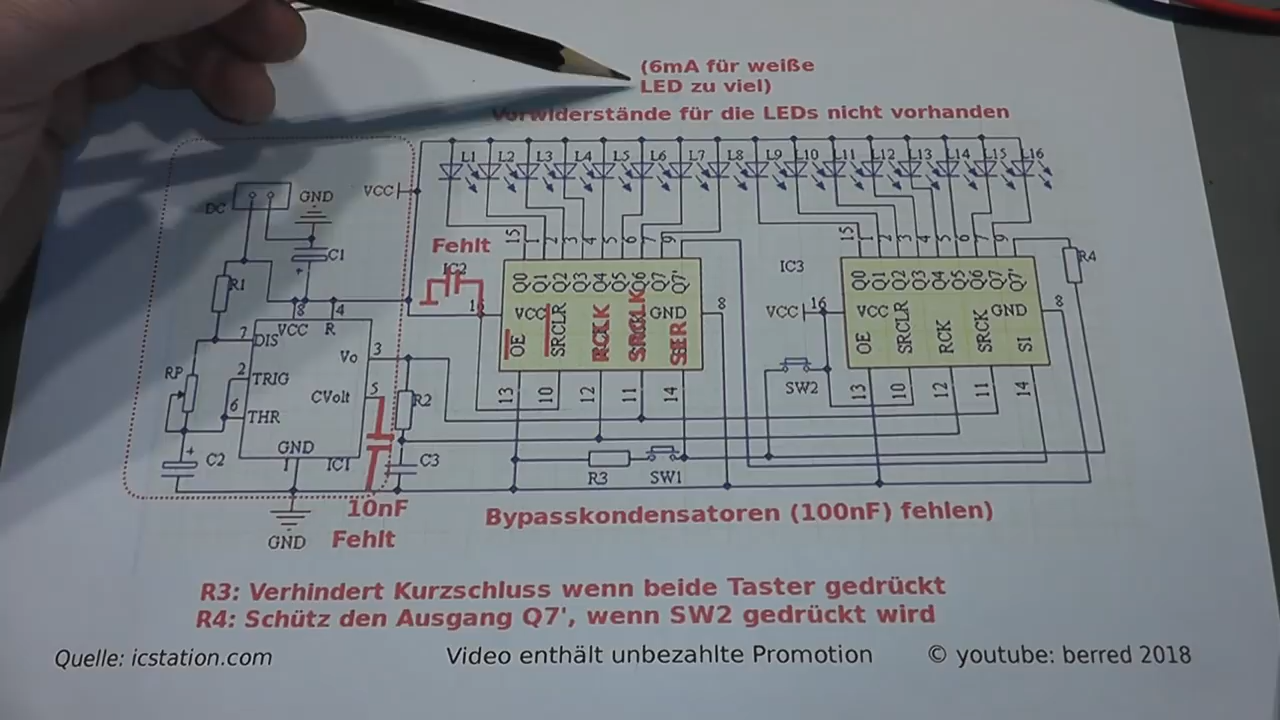 (6mA für weiße
LED zu viel)
Vorwiderstände für die LEDs nicht vorhanden
L1 L2 L3 L4 L5 L6 L7 L8 L9 L10 L11 L12 L13 L14 L15 L16
VCC
DC
GND
C1
Fehlt
IC2
15 1 2 3 4 5 6 7 9
Q0 Q1 Q2 Q3 Q4 Q5 Q6 Q7 Q7'
VCC GND
16 8
OE SRCLR RCLK SRCLK SER
13 10 12 11 14
IC3
15 1 2 3 4 5 6 7 9
Q0 Q1 Q2 Q3 Q4 Q5 Q6 Q7 Q7'
VCC 16 VCC GND 8
OE SRCLR RCK SRCK SI
13 10 12 11 14
R4
R1
8 4
VCC R
7 DIS
Vo 3
RP
2 TRIG
CVolt 5
6 THR
GND
1 IC1
R2
C2
C3
SW2
R3 SW1
GND
10nF
Fehlt
Bypasskondensatoren (100nF) fehlen)
R3: Verhindert Kurzschluss wenn beide Taster gedrückt
R4: Schütz den Ausgang Q7', wenn SW2 gedrückt wird
Quelle: icstation.com Video enthält unbezahlte Promotion © youtube: berred 2018